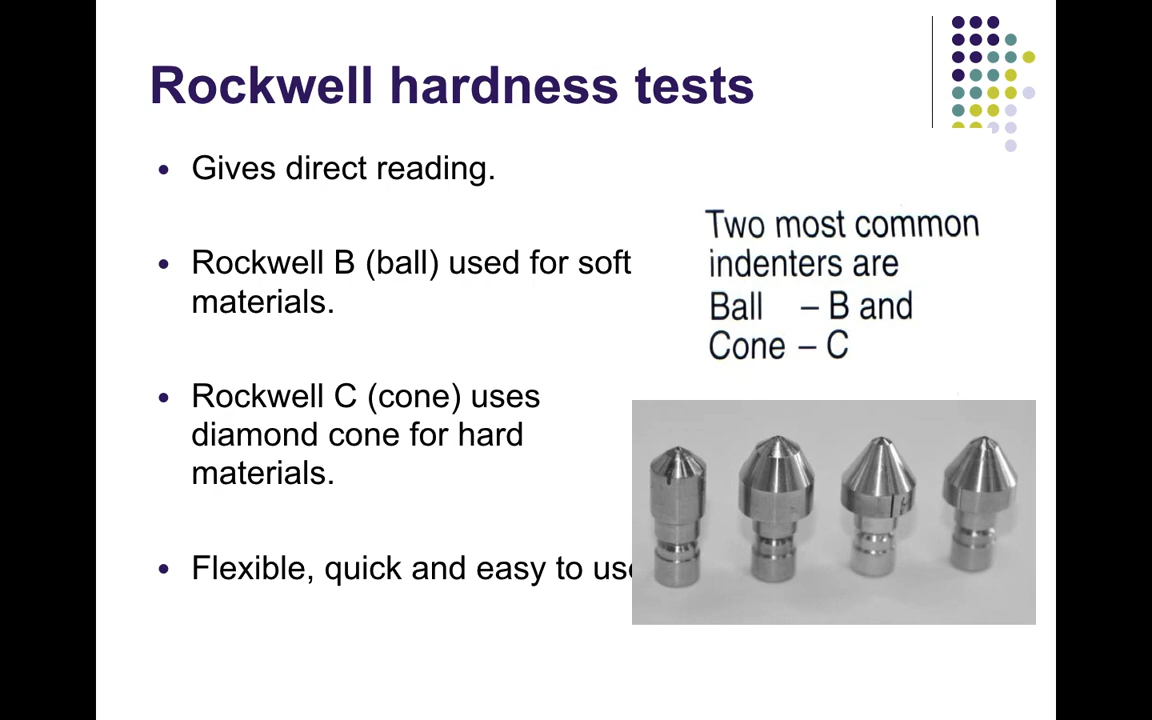 Rockwell hardness tests
• Gives direct reading.
• Rockwell B (ball) used for soft
materials.
• Rockwell C (cone) uses
diamond cone for hard
materials.
• Flexible, quick and easy to use
Two most common
indenters are
Ball – B and
Cone – C